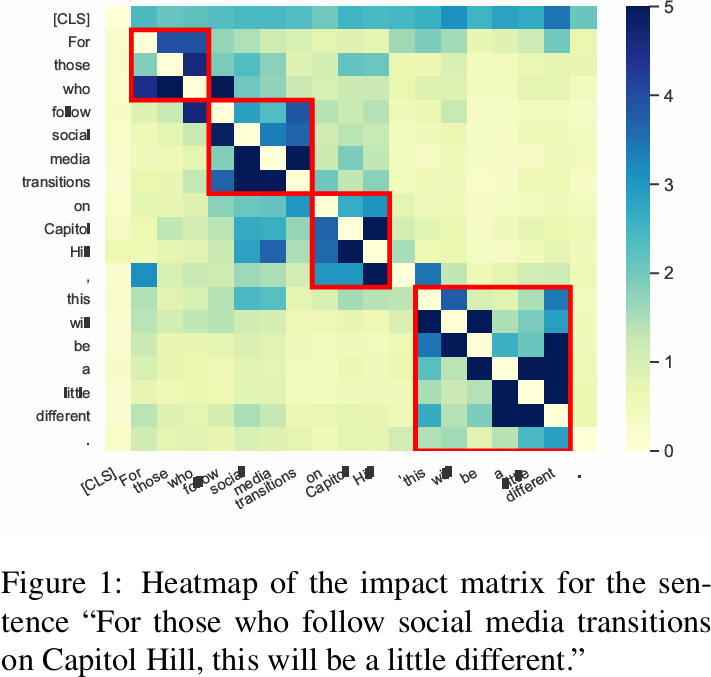 [CLS]
For
those
who
follow
social
media
transitions
on
Capitol
Hill
,
this
will
be
a
little
different
.
5
4
3
2
1
0
[CLS] For those who follow social media transitions on Capitol Hill , this will be a little different .
Figure 1: Heatmap of the impact matrix for the sen-
tence “For those who follow social media transitions
on Capitol Hill, this will be a little different.”